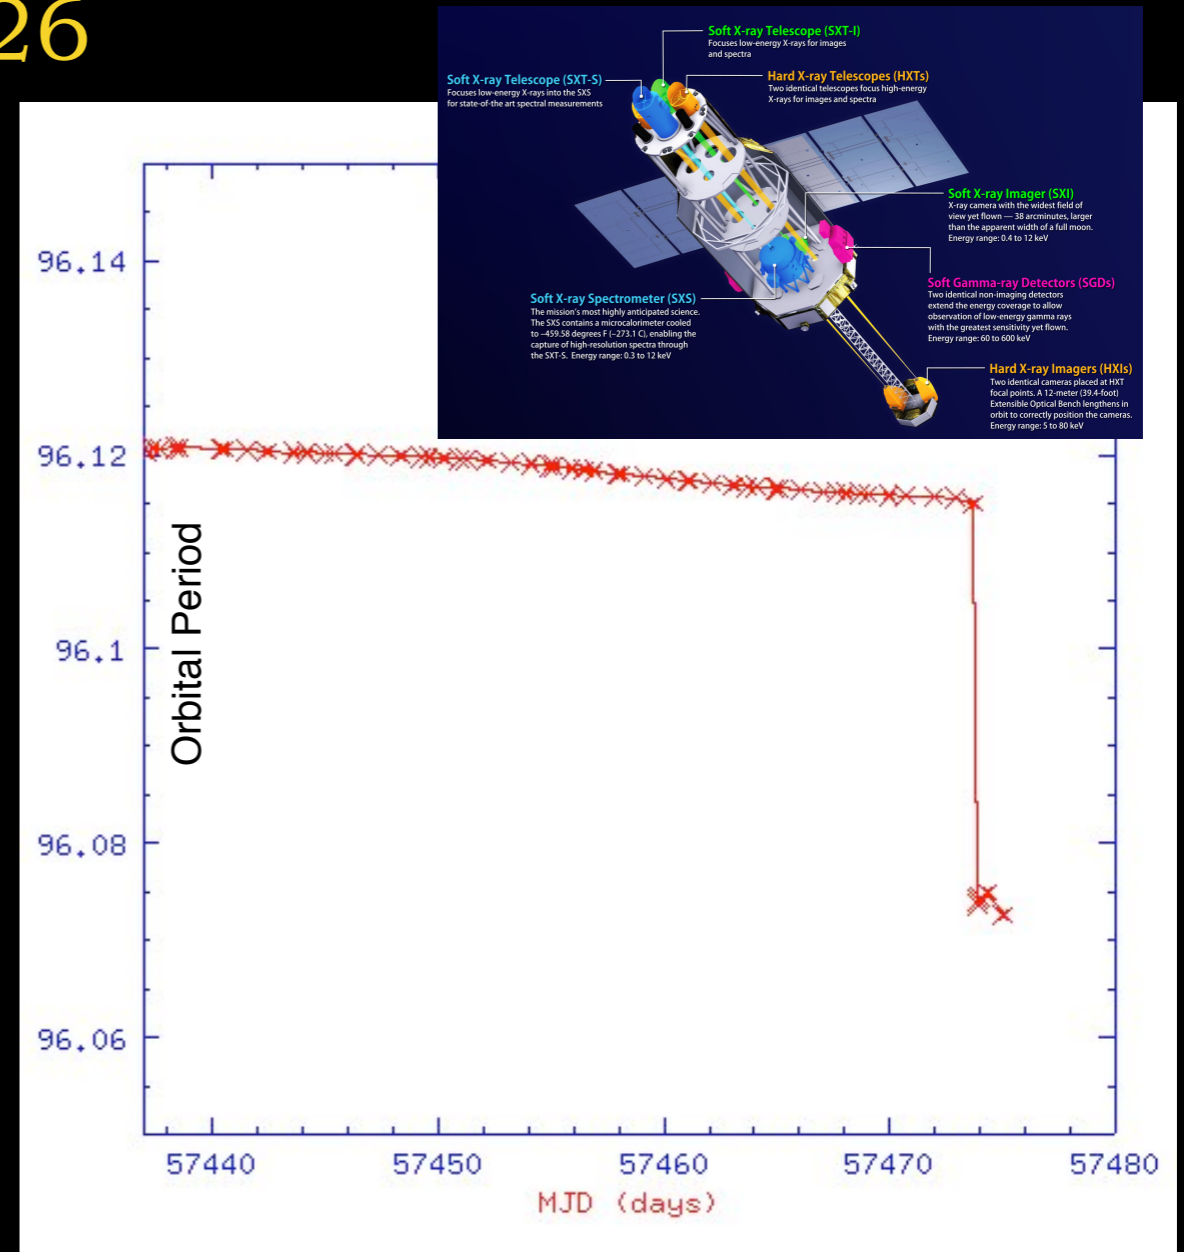 26
Soft X-ray Telescope (SXT-I)
Focuses low-energy X-rays for images
and spectra
Soft X-ray Telescope (SXT-S)
Focuses low-energy X-rays into the SXS
for state-of-the art spectral measurements
Hard X-ray Telescopes (HXTs)
Two identical telescopes focus high-energy
X-rays for images and spectra
Soft X-ray Imager (SXI)
X-ray camera with the widest field of
view yet flown — 38 arcminutes, larger
than the apparent width of a full moon.
Energy range: 0.4 to 12 keV
Soft Gamma-ray Detectors (SGDs)
Two identical non-imaging detectors
extend the energy coverage to allow
observation of low-energy gamma rays
with the greatest sensitivity yet flown.
Energy range: 60 to 600 keV
Soft X-ray Spectrometer (SXS)
The mission's most highly anticipated science.
The SXS contains a microcalorimeter cooled
to –459.58 degrees F (–273.1 C), enabling the
capture of high-resolution spectra through
the SXT-S. Energy range: 0.3 to 12 keV
Hard X-ray Imagers (HXIs)
Two identical cameras placed at HXT
focal points. A 12-meter (39.4-foot)
Extensible Optical Bench lengthens in
orbit to correctly position the cameras.
Energy range: 5 to 80 keV
96.14
96.12
96.1
96.08
96.06
Orbital Period
57440 57450 57460 57470 57480
MJD (days)